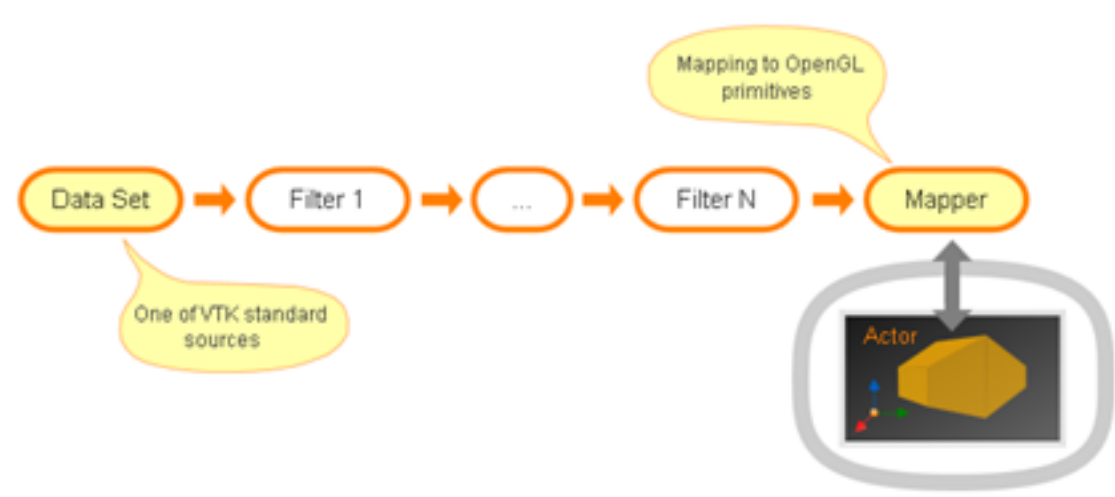 Mapping to OpenGL
primitives
Data Set
Filter 1
...
Filter N
Mapper
One of VTK standard
sources
Actor